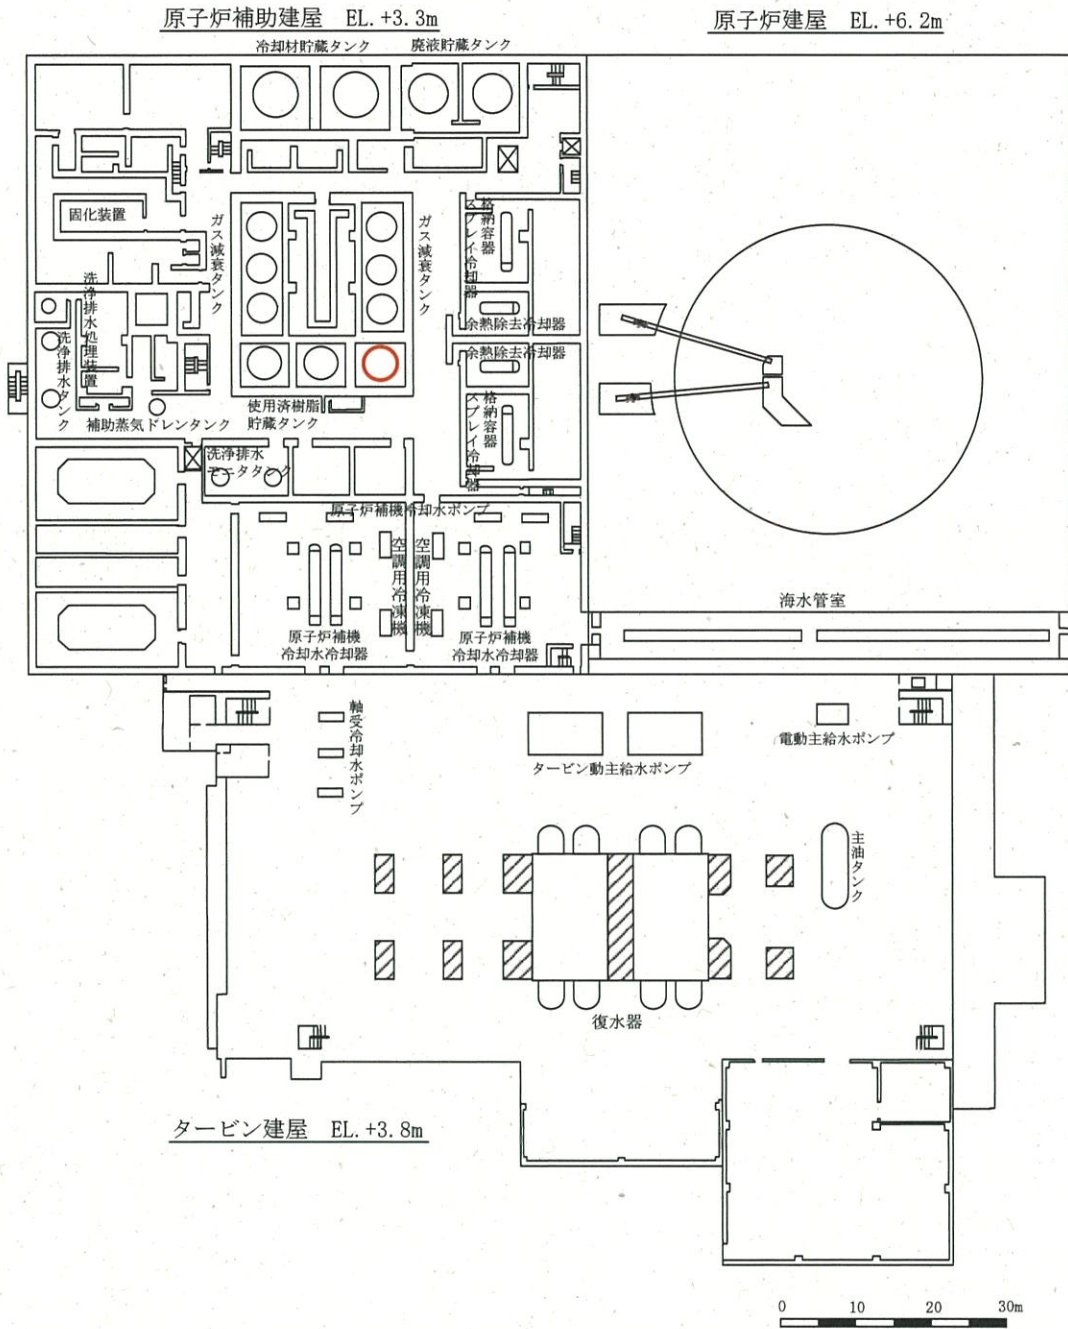 原子炉補助建屋 EL.+3.3m
原子炉建屋 EL.+6.2m
冷却材貯蔵タンク
廃液貯蔵タンク
固化装置
ガス減衰タンク
ガス減衰タンク
格納容器
スプレイ冷却器
余熱除去冷却器
余熱除去冷却器
格納容器
スプレイ冷却器
洗浄排水処理装置
洗浄排水タンク
補助蒸気ドレンタンク
使用済樹脂
貯蔵タンク
洗浄排水
モニタタンク
原子炉補機冷却水ポンプ
空調用冷凍機
空調用冷凍機
原子炉補機
冷却水冷却器
原子炉補機
冷却水冷却器
海水管室
軸受冷却水ポンプ
タービン動主給水ポンプ
電動主給水ポンプ
主油タンク
復水器
タービン建屋 EL.+3.8m
0 10 20 30m